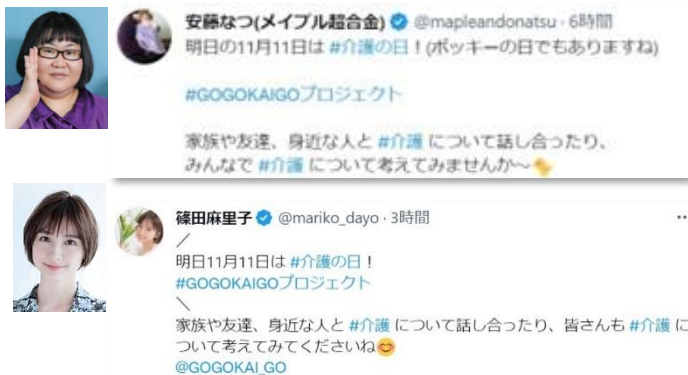 安藤なつ(メイプル超合金) @mapleandonatsu · 6時間
明日の11月11日は #介護の日！(ポッキーの日でもありますね)
#GOGOKAIGOプロジェクト
家族や友達、身近な人と #介護 について話し合ったり、
みんなで #介護 について考えてみませんか〜
篠田麻里子 @mariko_dayo · 3時間
／
明日11月11日は #介護の日！
#GOGOKAIGOプロジェクト
＼
家族や友達、身近な人と #介護 について話し合ったり、皆さんも #介護 に
ついて考えてみてくださいね😊
@GOGOKAI_GO